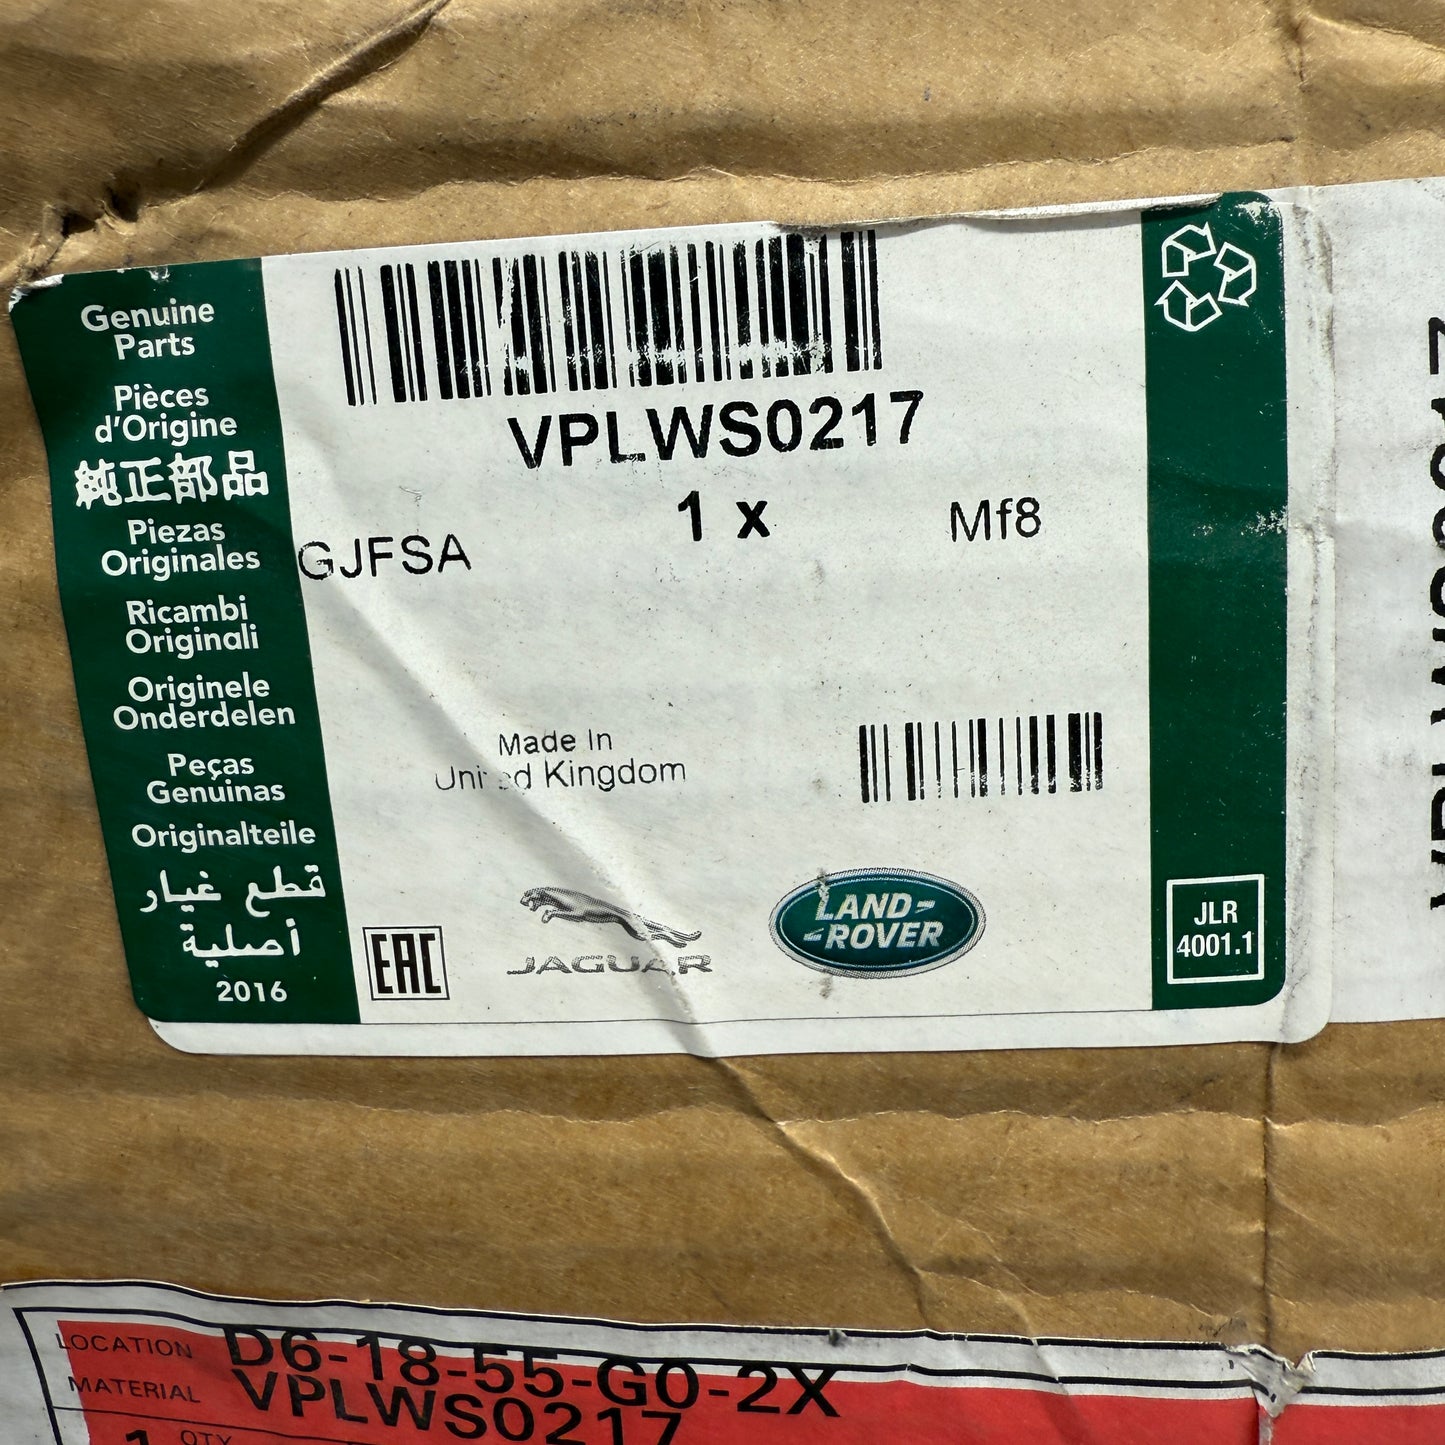 Genuine
Parts
Pièces
d'Origine
純正部品
Piezas
Originales
Ricambi
Originali
Originele
Onderdelen
Peças
Genuinas
Originalteile
قطع غيار
أصلية
2016
VPLWS0217
1 x
Mf8
GJFSA
Made In
Kingdom
EAC
JAGUAR
LAND-
-ROVER
JLR
4001.1
LOCATION D6-18-55-G0-2X
MATERIAL VPLWS0217
1 QTY